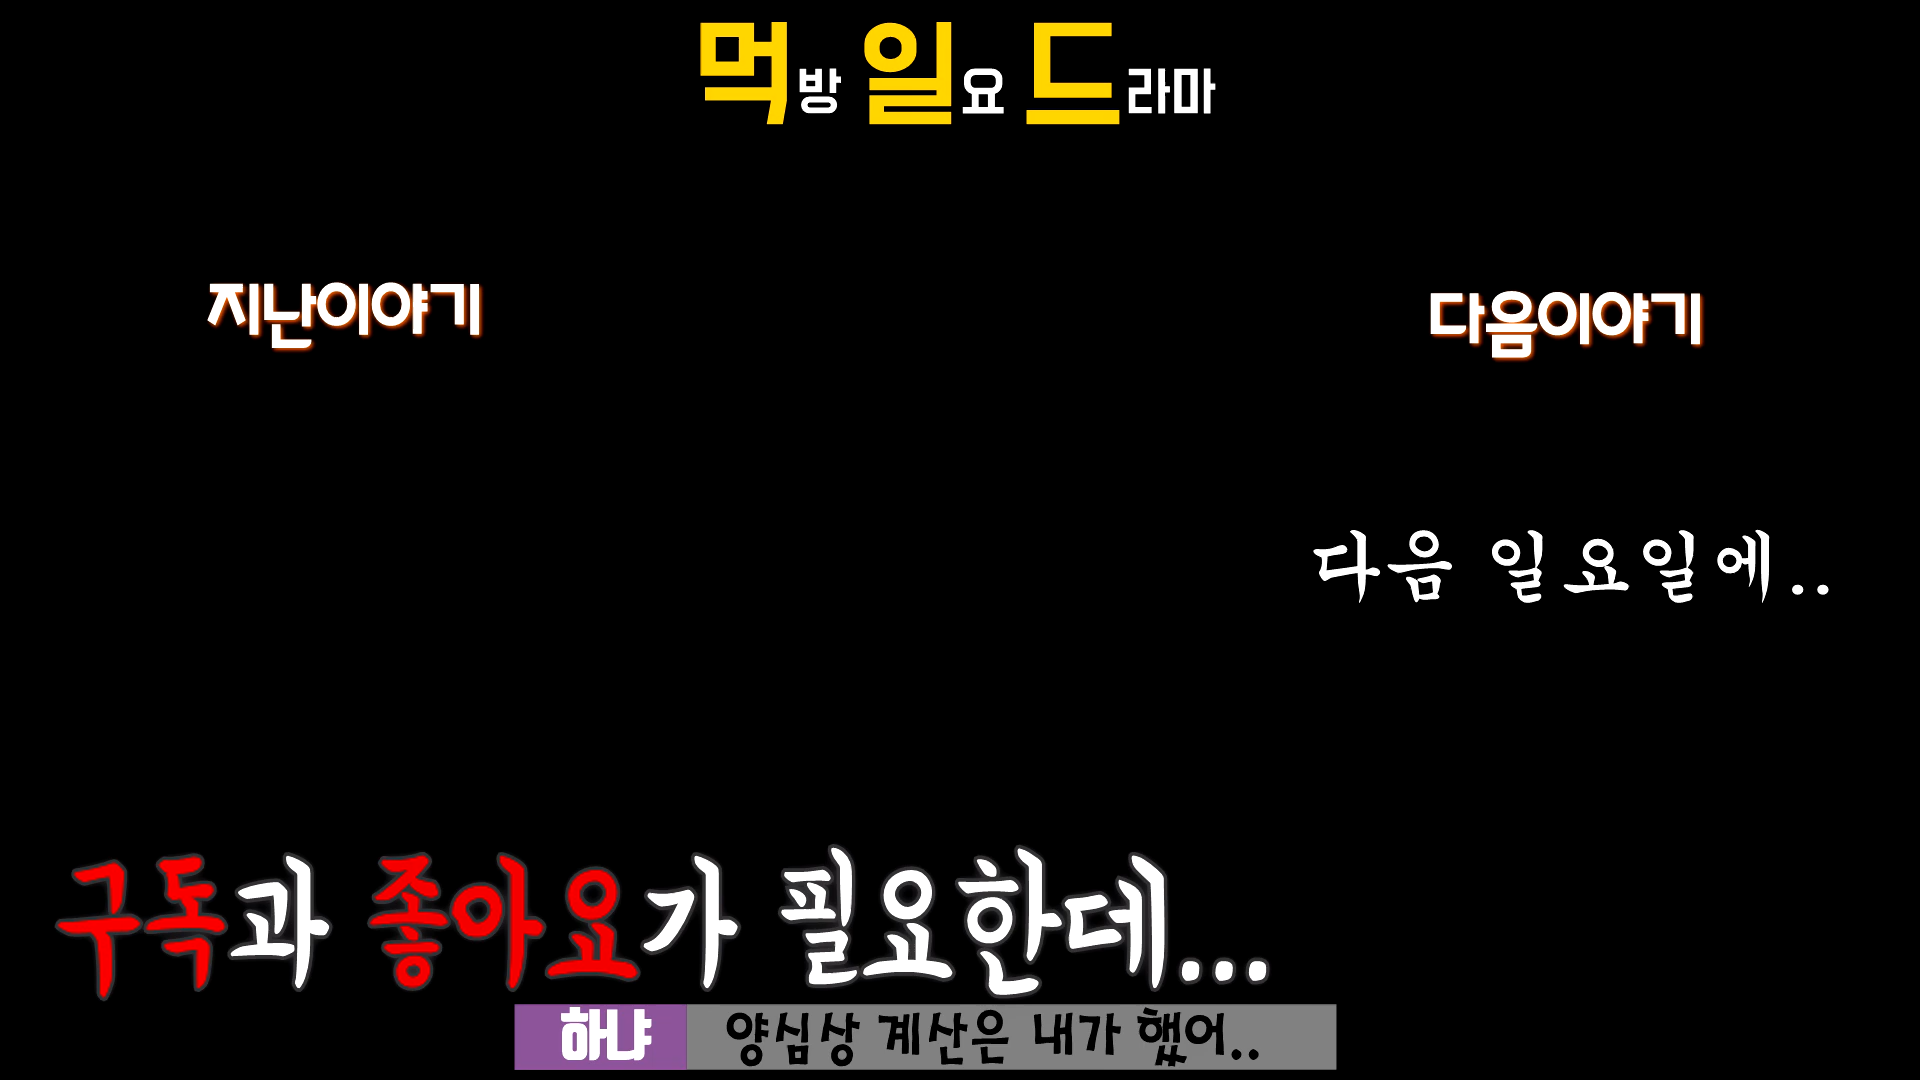 먹방 일요 드라마
지난이야기
다음이야기
다음 일요일에..
구독과 좋아요가 필요한데...
하냐 양심상 계산은 내가 했어..